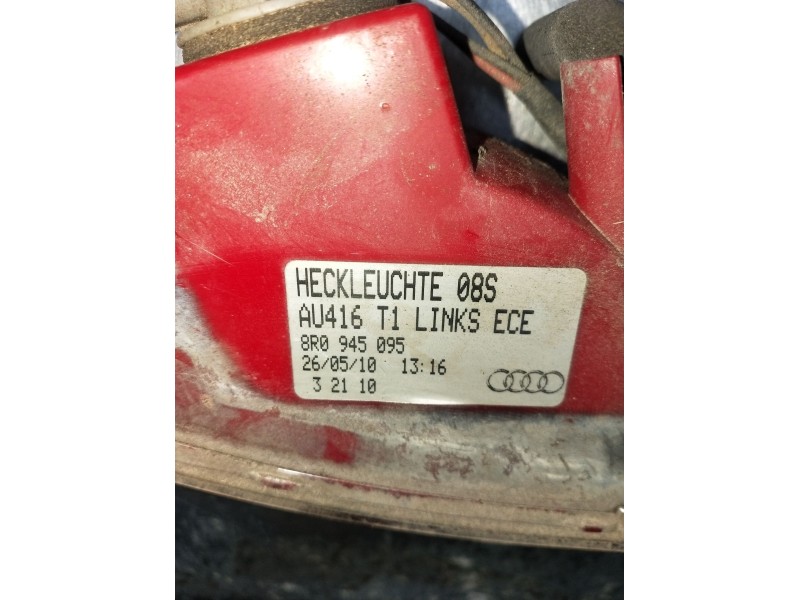 HECKLEUCHTE 08S
AU416 T1 LINKS ECE
8R0 945 095
26/05/10 13:16
3 21 10